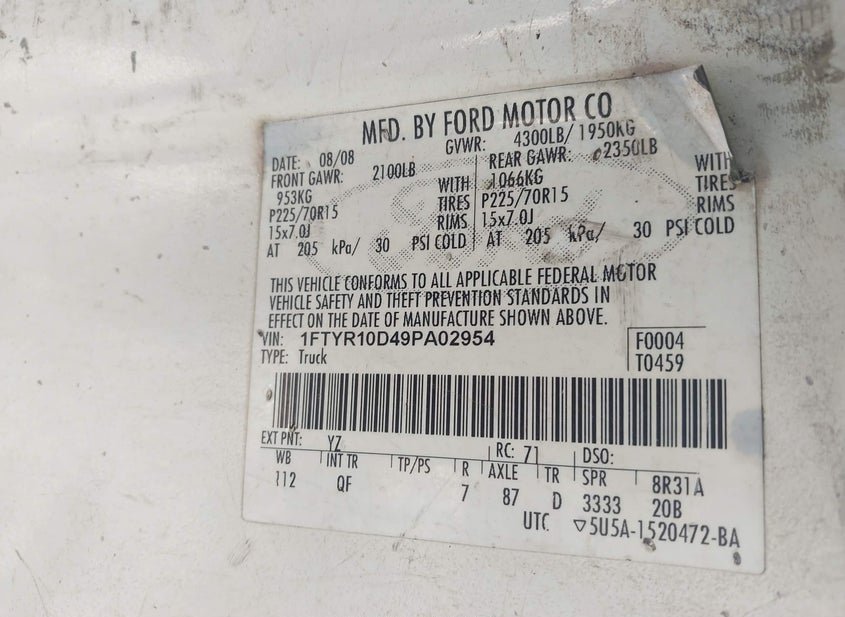 MFD. BY FORD MOTOR CO
DATE: 08/08 GVWR: 4300LB/ 1950KG
FRONT GAWR: 2100LB REAR GAWR: 2350LB
953KG WITH 1066KG WITH
P225/70R15 TIRES P225/70R15 TIRES
15x7.0J RIMS 15x7.0J RIMS
AT 205 kPa/ 30 PSI COLD AT 205 kPa/ 30 PSI COLD
THIS VEHICLE CONFORMS TO ALL APPLICABLE FEDERAL MOTOR
VEHICLE SAFETY AND THEFT PREVENTION STANDARDS IN
EFFECT ON THE DATE OF MANUFACTURE SHOWN ABOVE.
VIN: 1FTYR10D49PA02954 F0004
TYPE: Truck T0459
EXT PNT: YZ RC: 71 DSO:
WB INT TR TP/PS R AXLE TR SPR 8R31A
112 QF 7 87 D 3333 20B
UTC ▽5U5A-1520472-BA